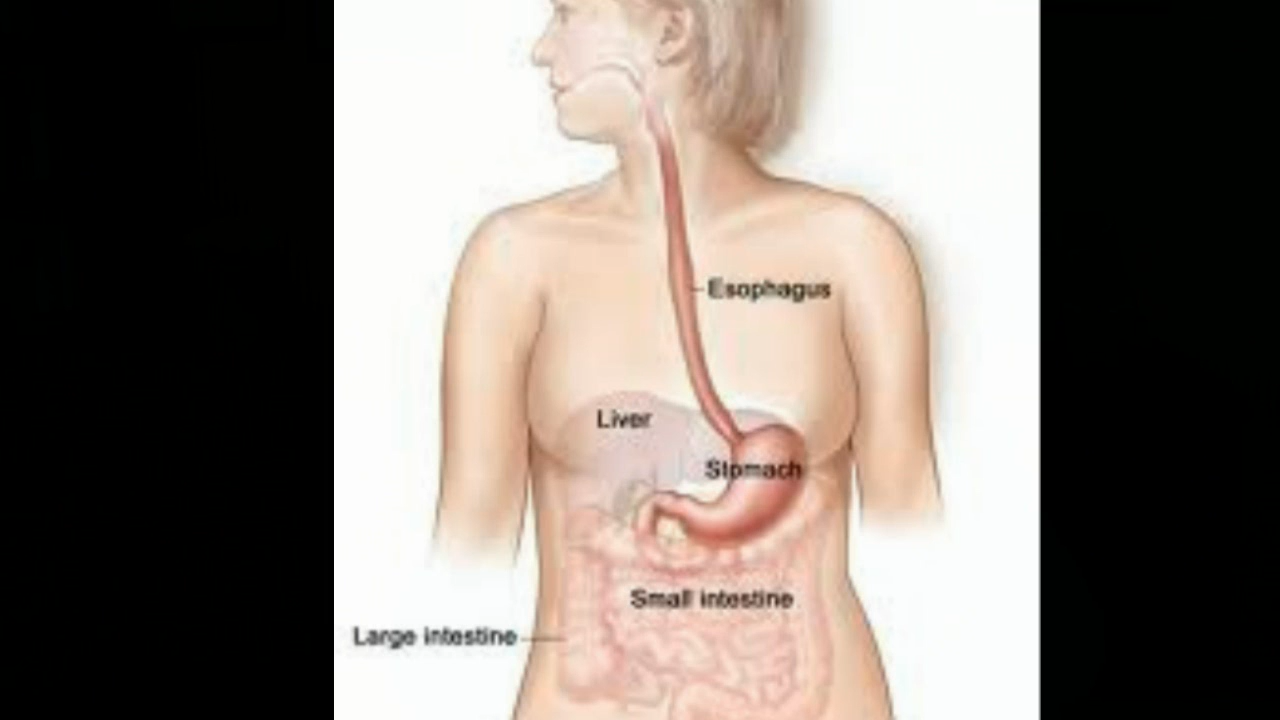 Esophagus
Liver
Stomach
Small intestine
Large intestine